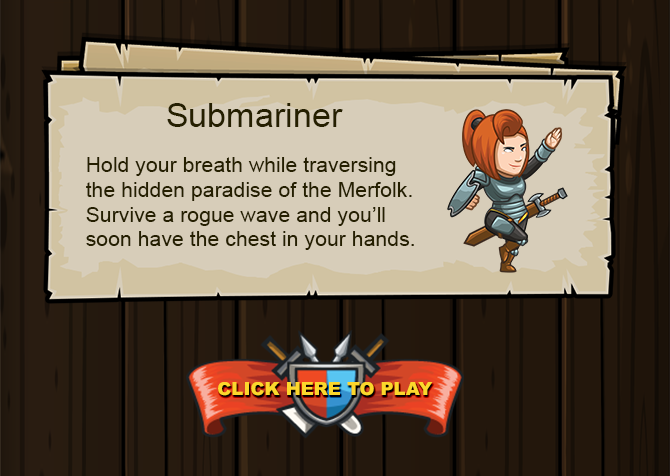 Submariner
Hold your breath while traversing
the hidden paradise of the Merfolk.
Survive a rogue wave and you’ll
soon have the chest in your hands.
CLICK HERE TO PLAY